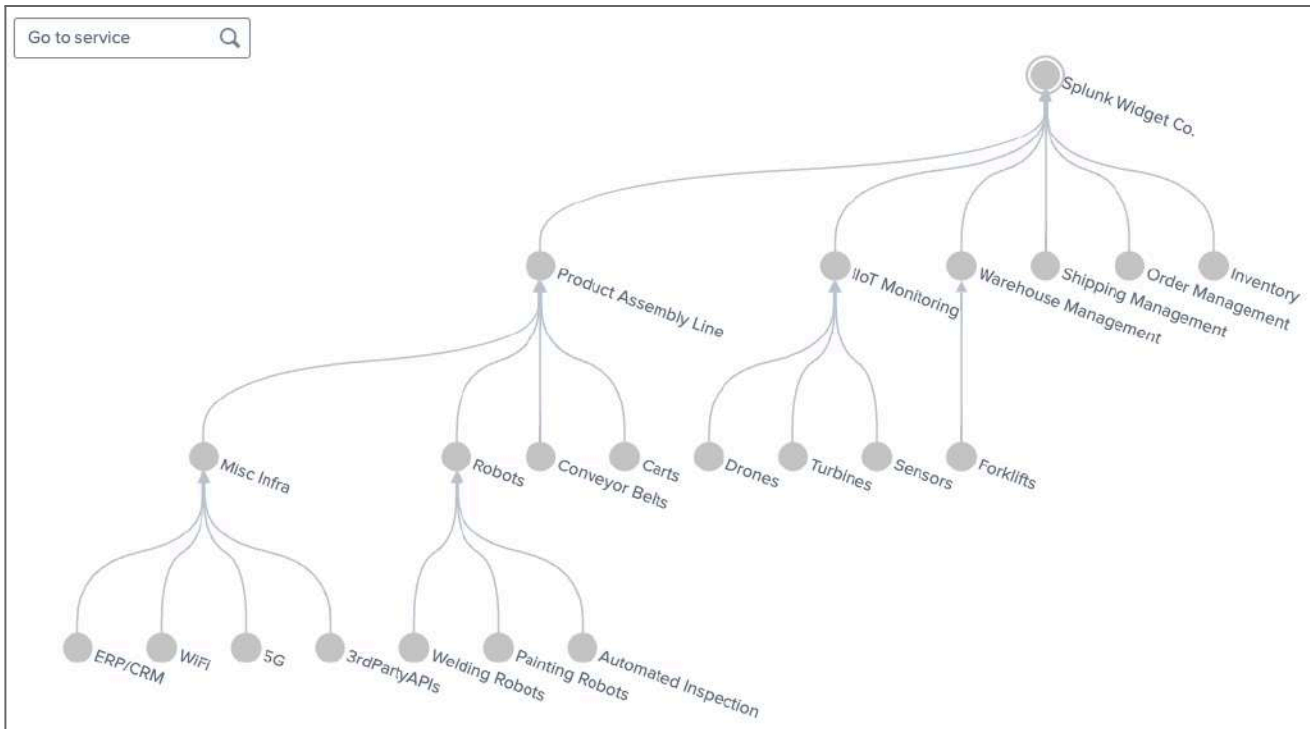 Go to service
Splunk Widget Co.
Product Assembly Line
IIoT Monitoring
Warehouse Management
Shipping Management
Order Management
Inventory
Misc Infra
Robots
Conveyor Belts
Carts
Drones
Turbines
Sensors
Forklifts
ERP/CRM
WiFi
5G
3rdPartyAPIs
Welding Robots
Painting Robots
Automated Inspection